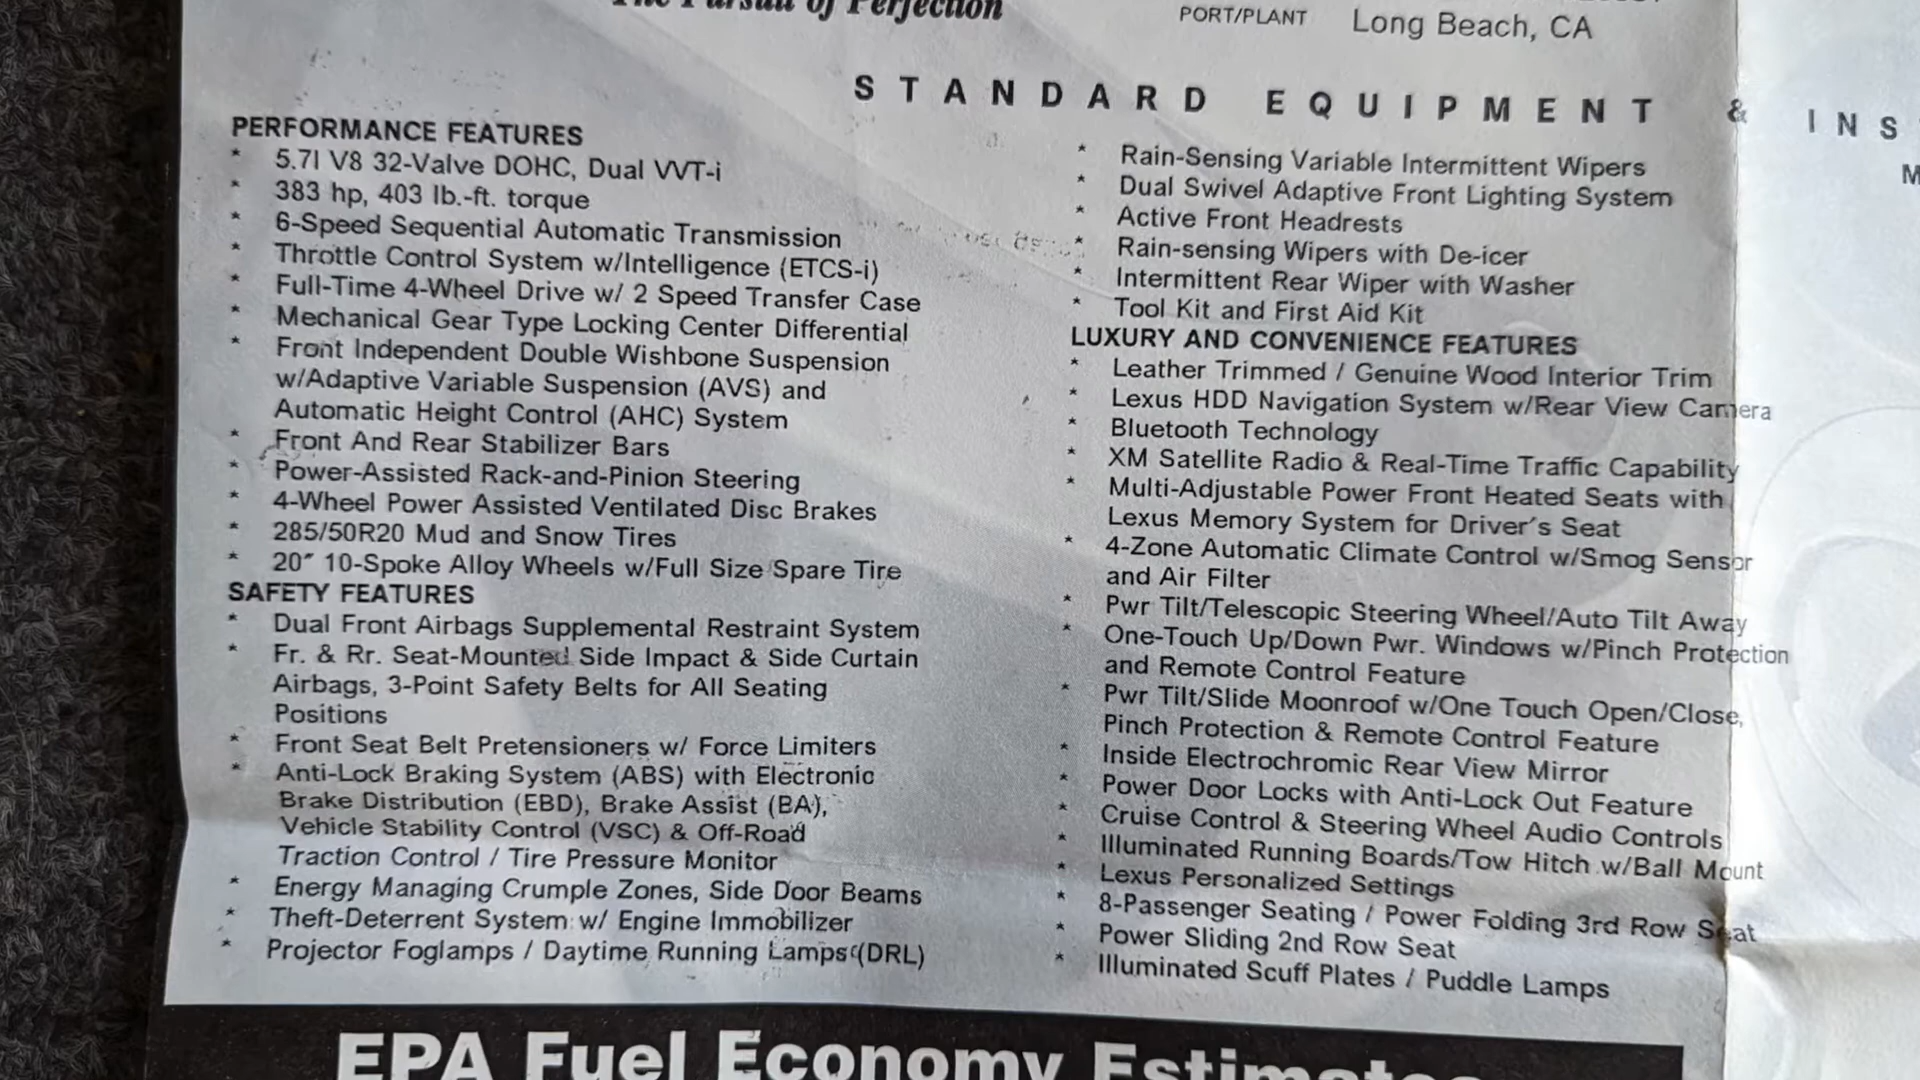 The Pursuit of Perfection
PORT/PLANT Long Beach, CA
STANDARD EQUIPMENT & INS
PERFORMANCE FEATURES
* 5.7l V8 32-Valve DOHC, Dual VVT-i
* 383 hp, 403 lb.-ft. torque
* 6-Speed Sequential Automatic Transmission
* Throttle Control System w/Intelligence (ETCS-i)
* Full-Time 4-Wheel Drive w/ 2 Speed Transfer Case
* Mechanical Gear Type Locking Center Differential
* Front Independent Double Wishbone Suspension
w/Adaptive Variable Suspension (AVS) and
Automatic Height Control (AHC) System
* Front And Rear Stabilizer Bars
* Power-Assisted Rack-and-Pinion Steering
* 4-Wheel Power Assisted Ventilated Disc Brakes
* 285/50R20 Mud and Snow Tires
* 20″ 10-Spoke Alloy Wheels w/Full Size Spare Tire
SAFETY FEATURES
* Dual Front Airbags Supplemental Restraint System
* Fr. & Rr. Seat-Mounted Side Impact & Side Curtain
Airbags, 3-Point Safety Belts for All Seating
Positions
* Front Seat Belt Pretensioners w/ Force Limiters
* Anti-Lock Braking System (ABS) with Electronic
Brake Distribution (EBD), Brake Assist (BA),
Vehicle Stability Control (VSC) & Off-Road
Traction Control / Tire Pressure Monitor
* Energy Managing Crumple Zones, Side Door Beams
* Theft-Deterrent System w/ Engine Immobilizer
* Projector Foglamps / Daytime Running Lamps (DRL)
* Rain-Sensing Variable Intermittent Wipers
* Dual Swivel Adaptive Front Lighting System
* Active Front Headrests
* Rain-sensing Wipers with De-icer
* Intermittent Rear Wiper with Washer
* Tool Kit and First Aid Kit
LUXURY AND CONVENIENCE FEATURES
* Leather Trimmed / Genuine Wood Interior Trim
* Lexus HDD Navigation System w/Rear View Camera
* Bluetooth Technology
* XM Satellite Radio & Real-Time Traffic Capability
* Multi-Adjustable Power Front Heated Seats with
Lexus Memory System for Driver's Seat
* 4-Zone Automatic Climate Control w/Smog Sensor
and Air Filter
* Pwr Tilt/Telescopic Steering Wheel/Auto Tilt Away
* One-Touch Up/Down Pwr. Windows w/Pinch Protection
and Remote Control Feature
* Pwr Tilt/Slide Moonroof w/One Touch Open/Close,
Pinch Protection & Remote Control Feature
* Inside Electrochromic Rear View Mirror
* Power Door Locks with Anti-Lock Out Feature
* Cruise Control & Steering Wheel Audio Controls
* Illuminated Running Boards/Tow Hitch w/Ball Mount
* Lexus Personalized Settings
* 8-Passenger Seating / Power Folding 3rd Row Seat
* Power Sliding 2nd Row Seat
* Illuminated Scuff Plates / Puddle Lamps
M
EPA Fuel Economy Estimates